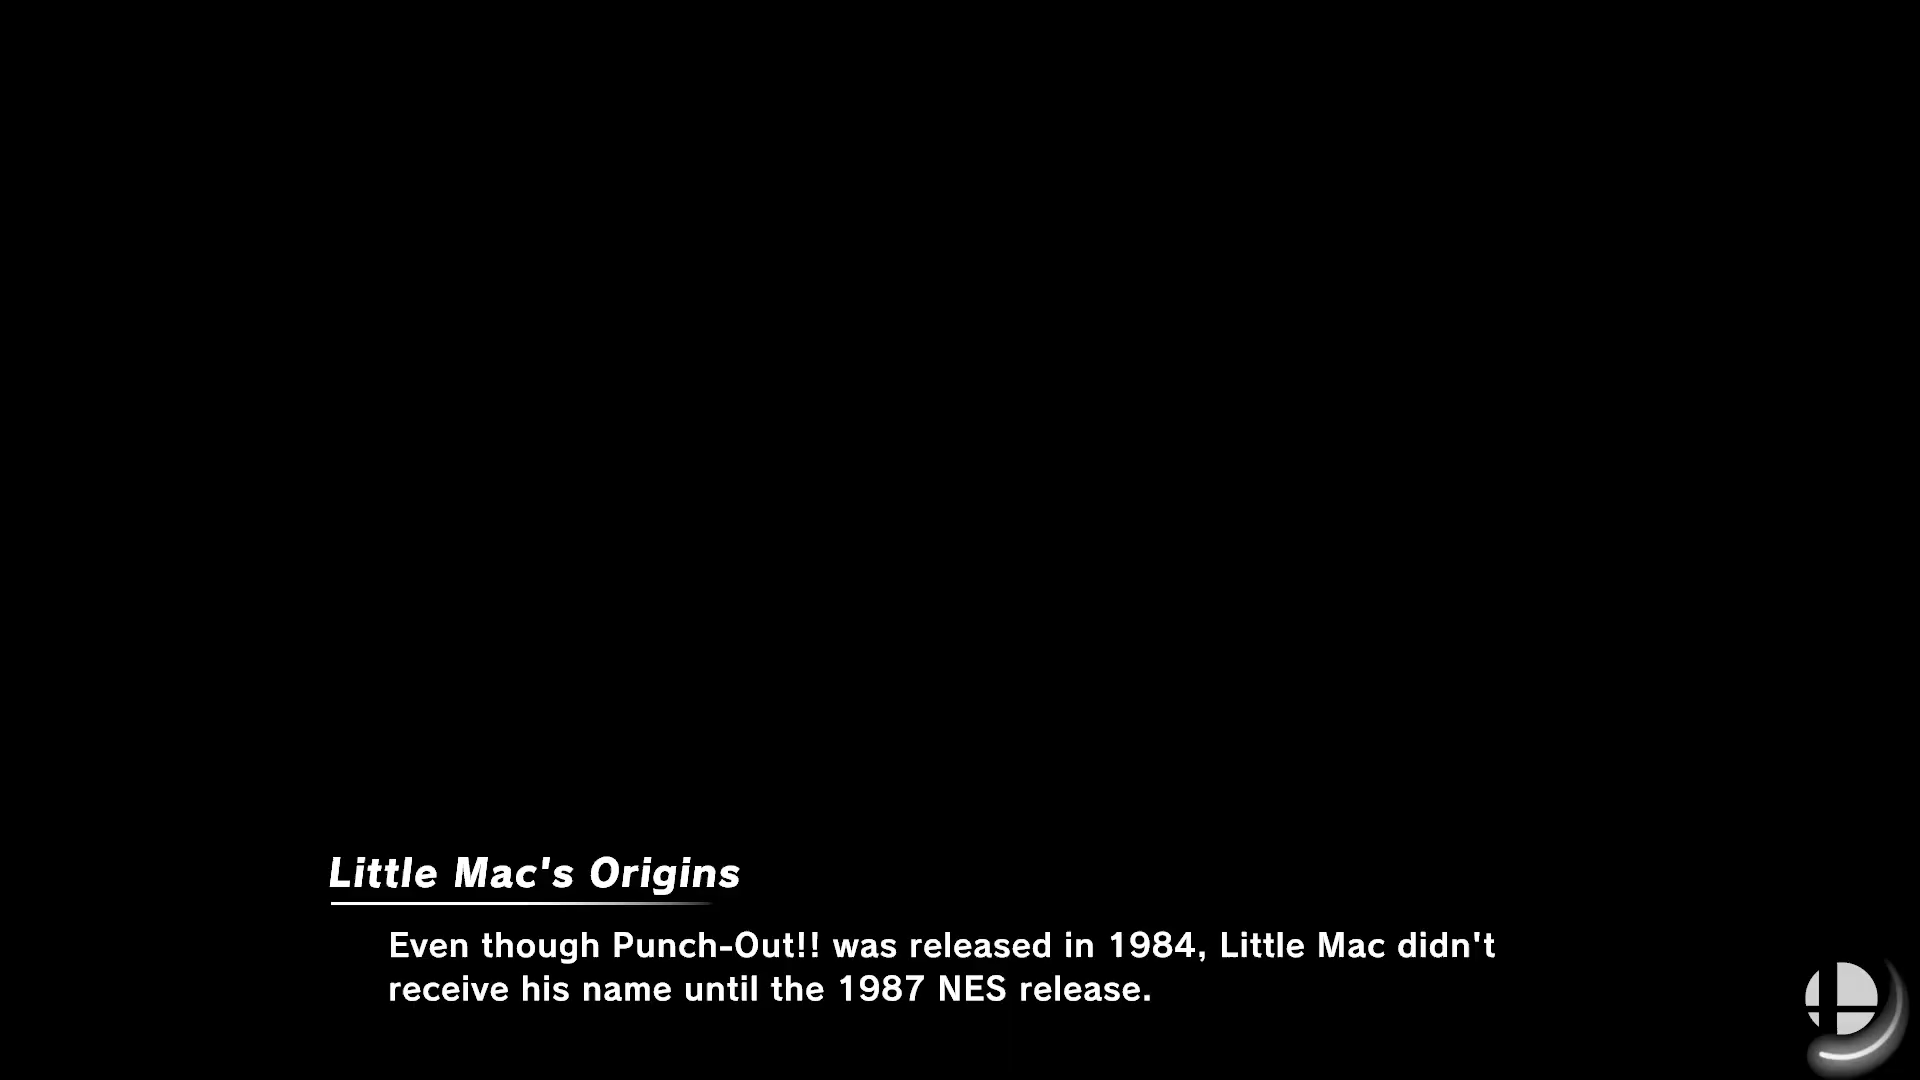 Little Mac's Origins
Even though Punch-Out!! was released in 1984, Little Mac didn't
receive his name until the 1987 NES release.